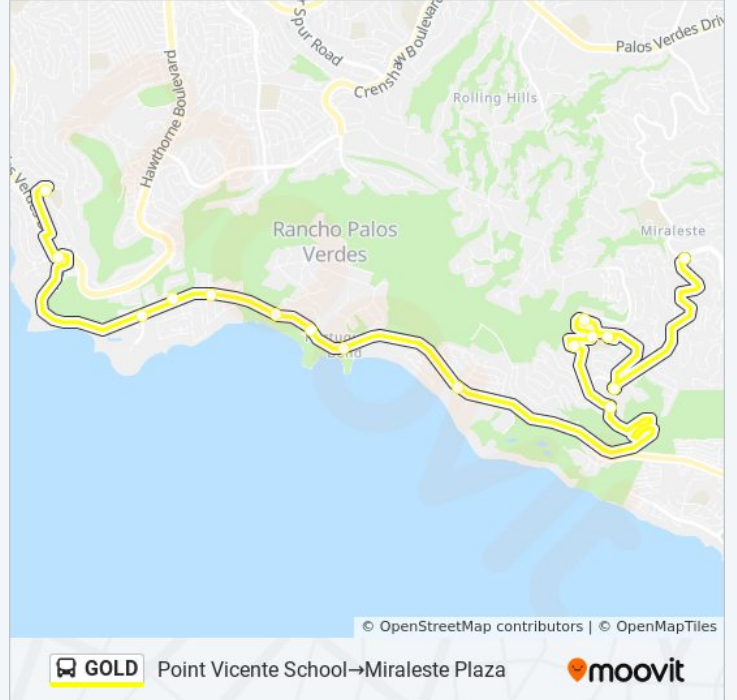 Spur Road
Crenshaw Boulevard
Palos Verdes Driv
Hawthorne Boulevard
Rolling Hills
Rancho Palos
Verdes
Miraleste
© OpenStreetMap contributors | © OpenMapTiles
GOLD Point Vicente School→Miraleste Plaza
moovit